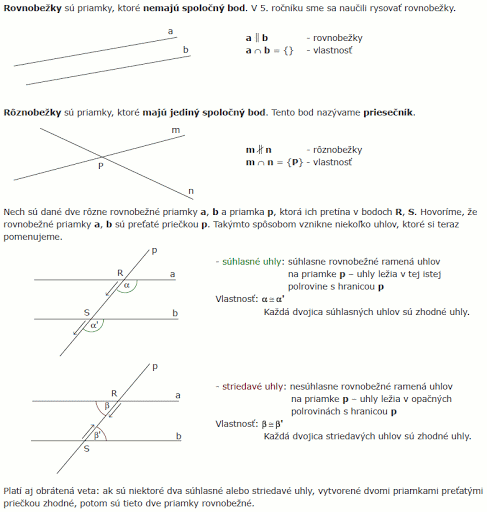 Rovnobežky sú priamky, ktoré nemajú spoločný bod. V 5. ročníku sme sa naučili rysovať rovnobežky.
a
b
a ∥ b - rovnobežky
a ∩ b = {} - vlastnosť
Rôznobežky sú priamky, ktoré majú jediný spoločný bod. Tento bod nazývame priesečník.
m
P
n
m ∦ n - rôznobežky
m ∩ n = {P} - vlastnosť
Nech sú dané dve rôzne rovnobežné priamky a, b a priamka p, ktorá ich pretína v bodoch R, S. Hovoríme, že
rovnobežné priamky a, b sú preťaté priečkou p. Takýmto spôsobom vznikne niekoľko uhlov, ktoré si teraz
pomenujeme.
p
R
a
α
S
b
α'
- súhlasné uhly: súhlasne rovnobežné ramená uhlov
na priamke p – uhly ležia v tej istej
polrovine s hranicou p
Vlastnosť: α ≅ α'
Každá dvojica súhlasných uhlov sú zhodné uhly.
p
R
a
β
β'
b
S
- striedavé uhly: nesúhlasne rovnobežné ramená uhlov
na priamke p – uhly ležia v opačných
polrovinách s hranicou p
Vlastnosť: β ≅ β'
Každá dvojica striedavých uhlov sú zhodné uhly.
Platí aj obrátená veta: ak sú niektoré dva súhlasné alebo striedavé uhly, vytvorené dvomi priamkami preťatými
priečkou zhodné, potom sú tieto dve priamky rovnobežné.